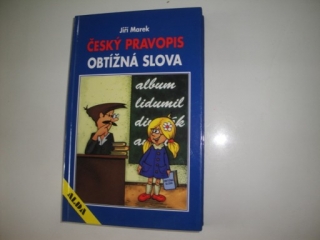 Jiří Marek
ČESKÝ PRAVOPIS
OBTÍŽNÁ SLOVA
album
lidumil
ALDA